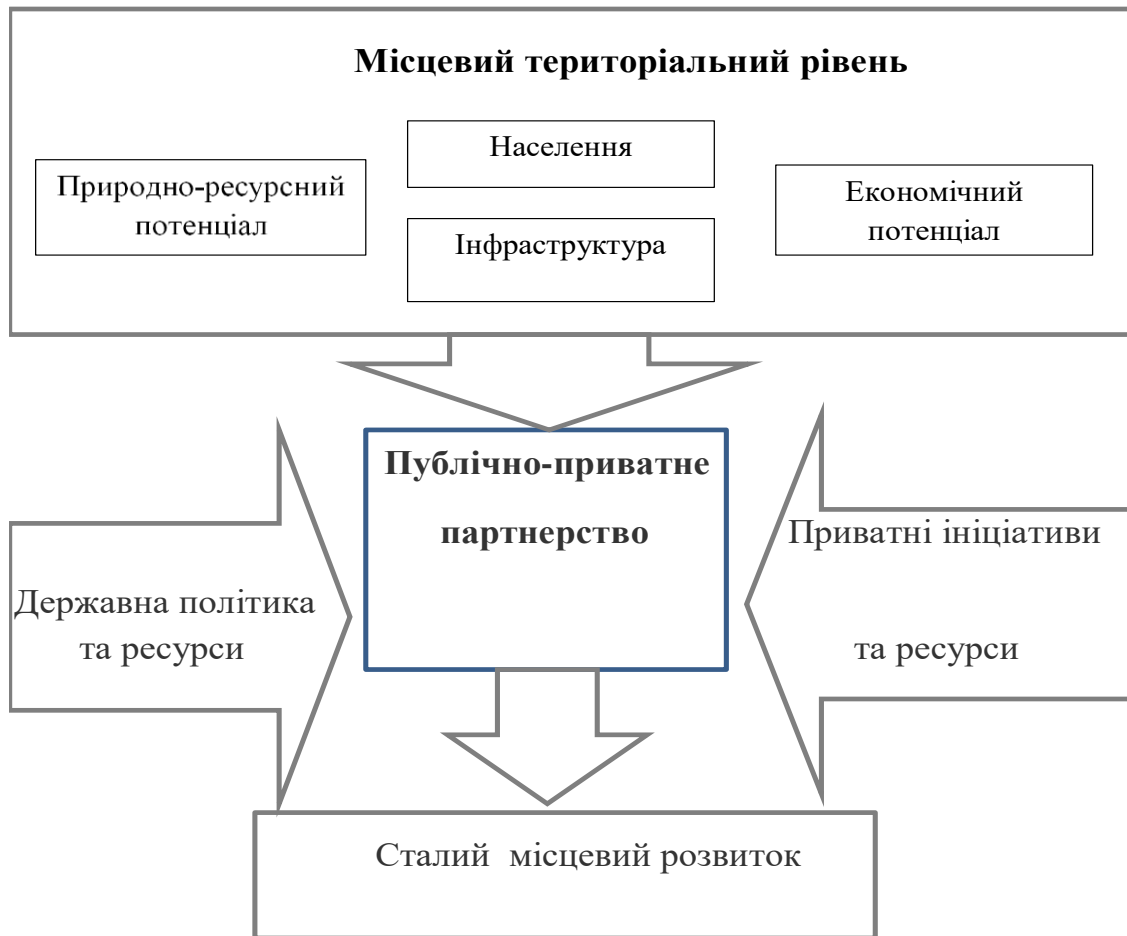 Місцевий територіальний рівень
Населення
Природно-ресурсний
потенціал
Інфраструктура
Економічний
потенціал
Публічно-приватне
партнерство
Державна політика
та ресурси
Приватні ініціативи
та ресурси
Сталий місцевий розвиток